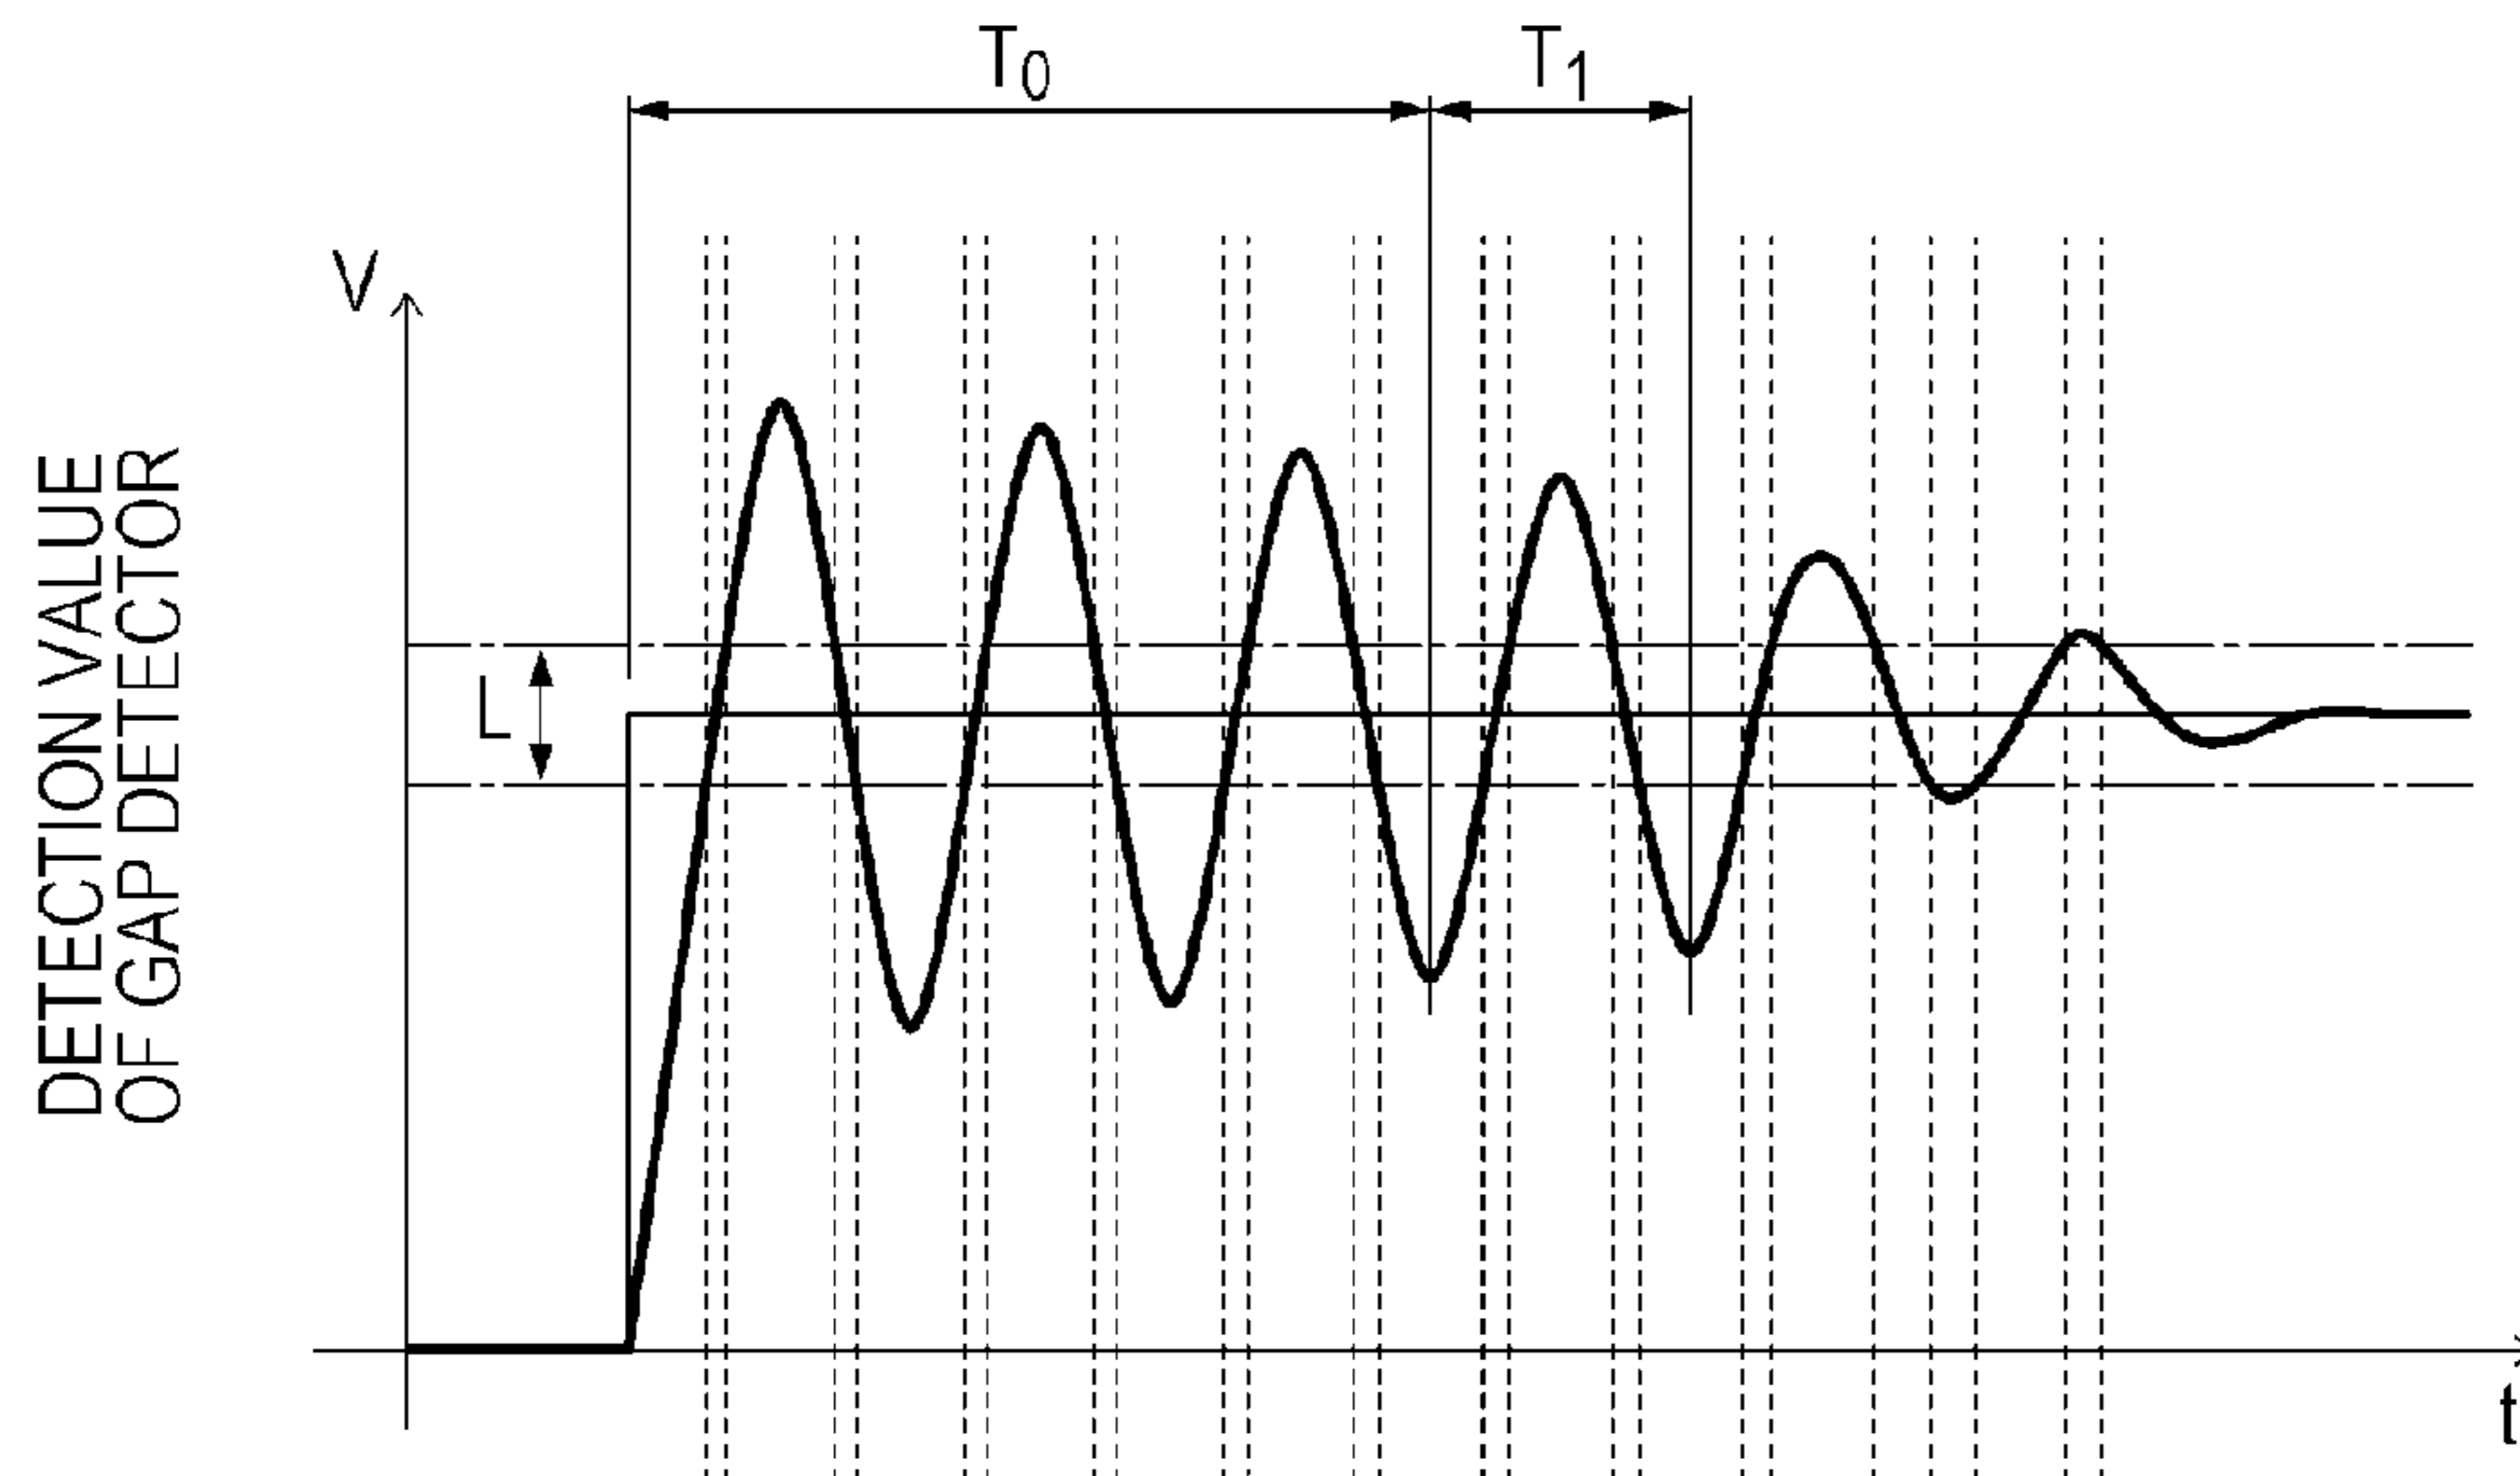 T0
T1
V
DETECTION VALUE
OF GAP DETECTOR
L
t